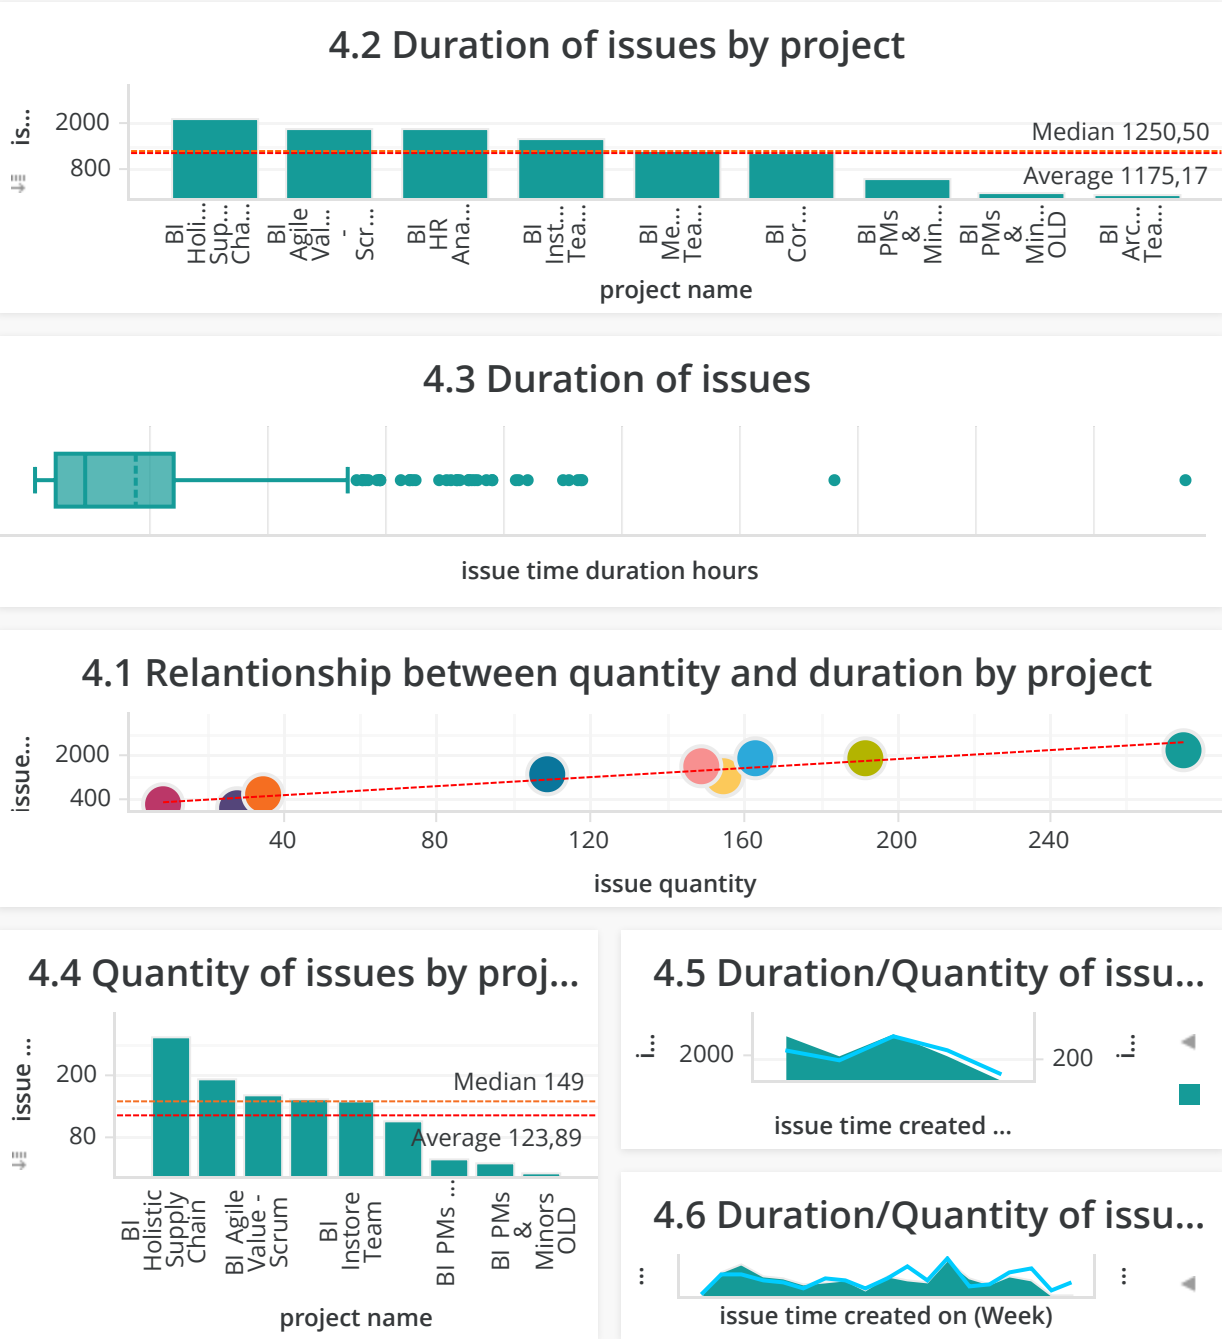 4.2 Duration of issues by project
is...
2000
800
Median 1250,50
Average 1175,17
BI
Holi...
Sup...
Cha...
BI
Agile
Val...
-
Scr...
BI
HR
Ana...
BI
Inst...
Tea...
BI
Me...
Tea...
BI
Cor...
BI
PMs
&
Min...
BI
PMs
&
Min...
OLD
BI
Arc...
Tea...
project name
4.3 Duration of issues
issue time duration hours
4.1 Relantionship between quantity and duration by project
issue...
2000
400
40
80
120
160
200
240
issue quantity
4.4 Quantity of issues by proj...
issue ...
200
80
Median 149
Average 123,89
BI
Holistic
Supply
Chain
BI Agile
Value -
Scrum
BI
Instore
Team
BI PMs ...
BI PMs
&
Minors
OLD
project name
4.5 Duration/Quantity of issu...
i...
2000
200
i...
issue time created ...
4.6 Duration/Quantity of issu...
...
...
issue time created on (Week)